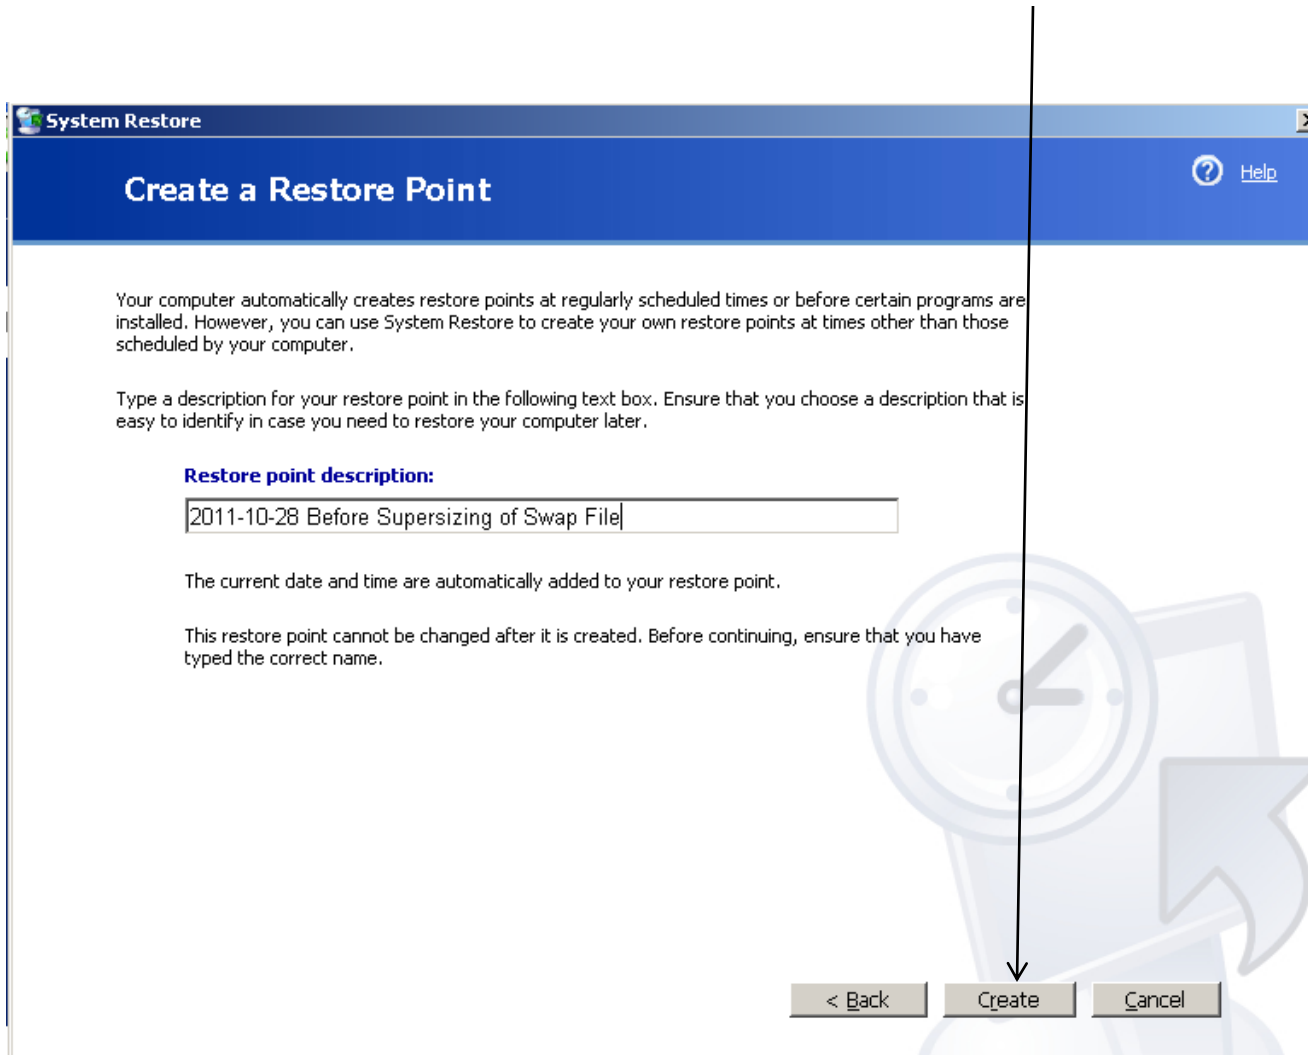 System Restore
Create a Restore Point
Help
Your computer automatically creates restore points at regularly scheduled times or before certain programs are
installed. However, you can use System Restore to create your own restore points at times other than those
scheduled by your computer.
Type a description for your restore point in the following text box. Ensure that you choose a description that is
easy to identify in case you need to restore your computer later.
Restore point description:
2011-10-28 Before Supersizing of Swap File
The current date and time are automatically added to your restore point.
This restore point cannot be changed after it is created. Before continuing, ensure that you have
typed the correct name.
< Back
Create
Cancel